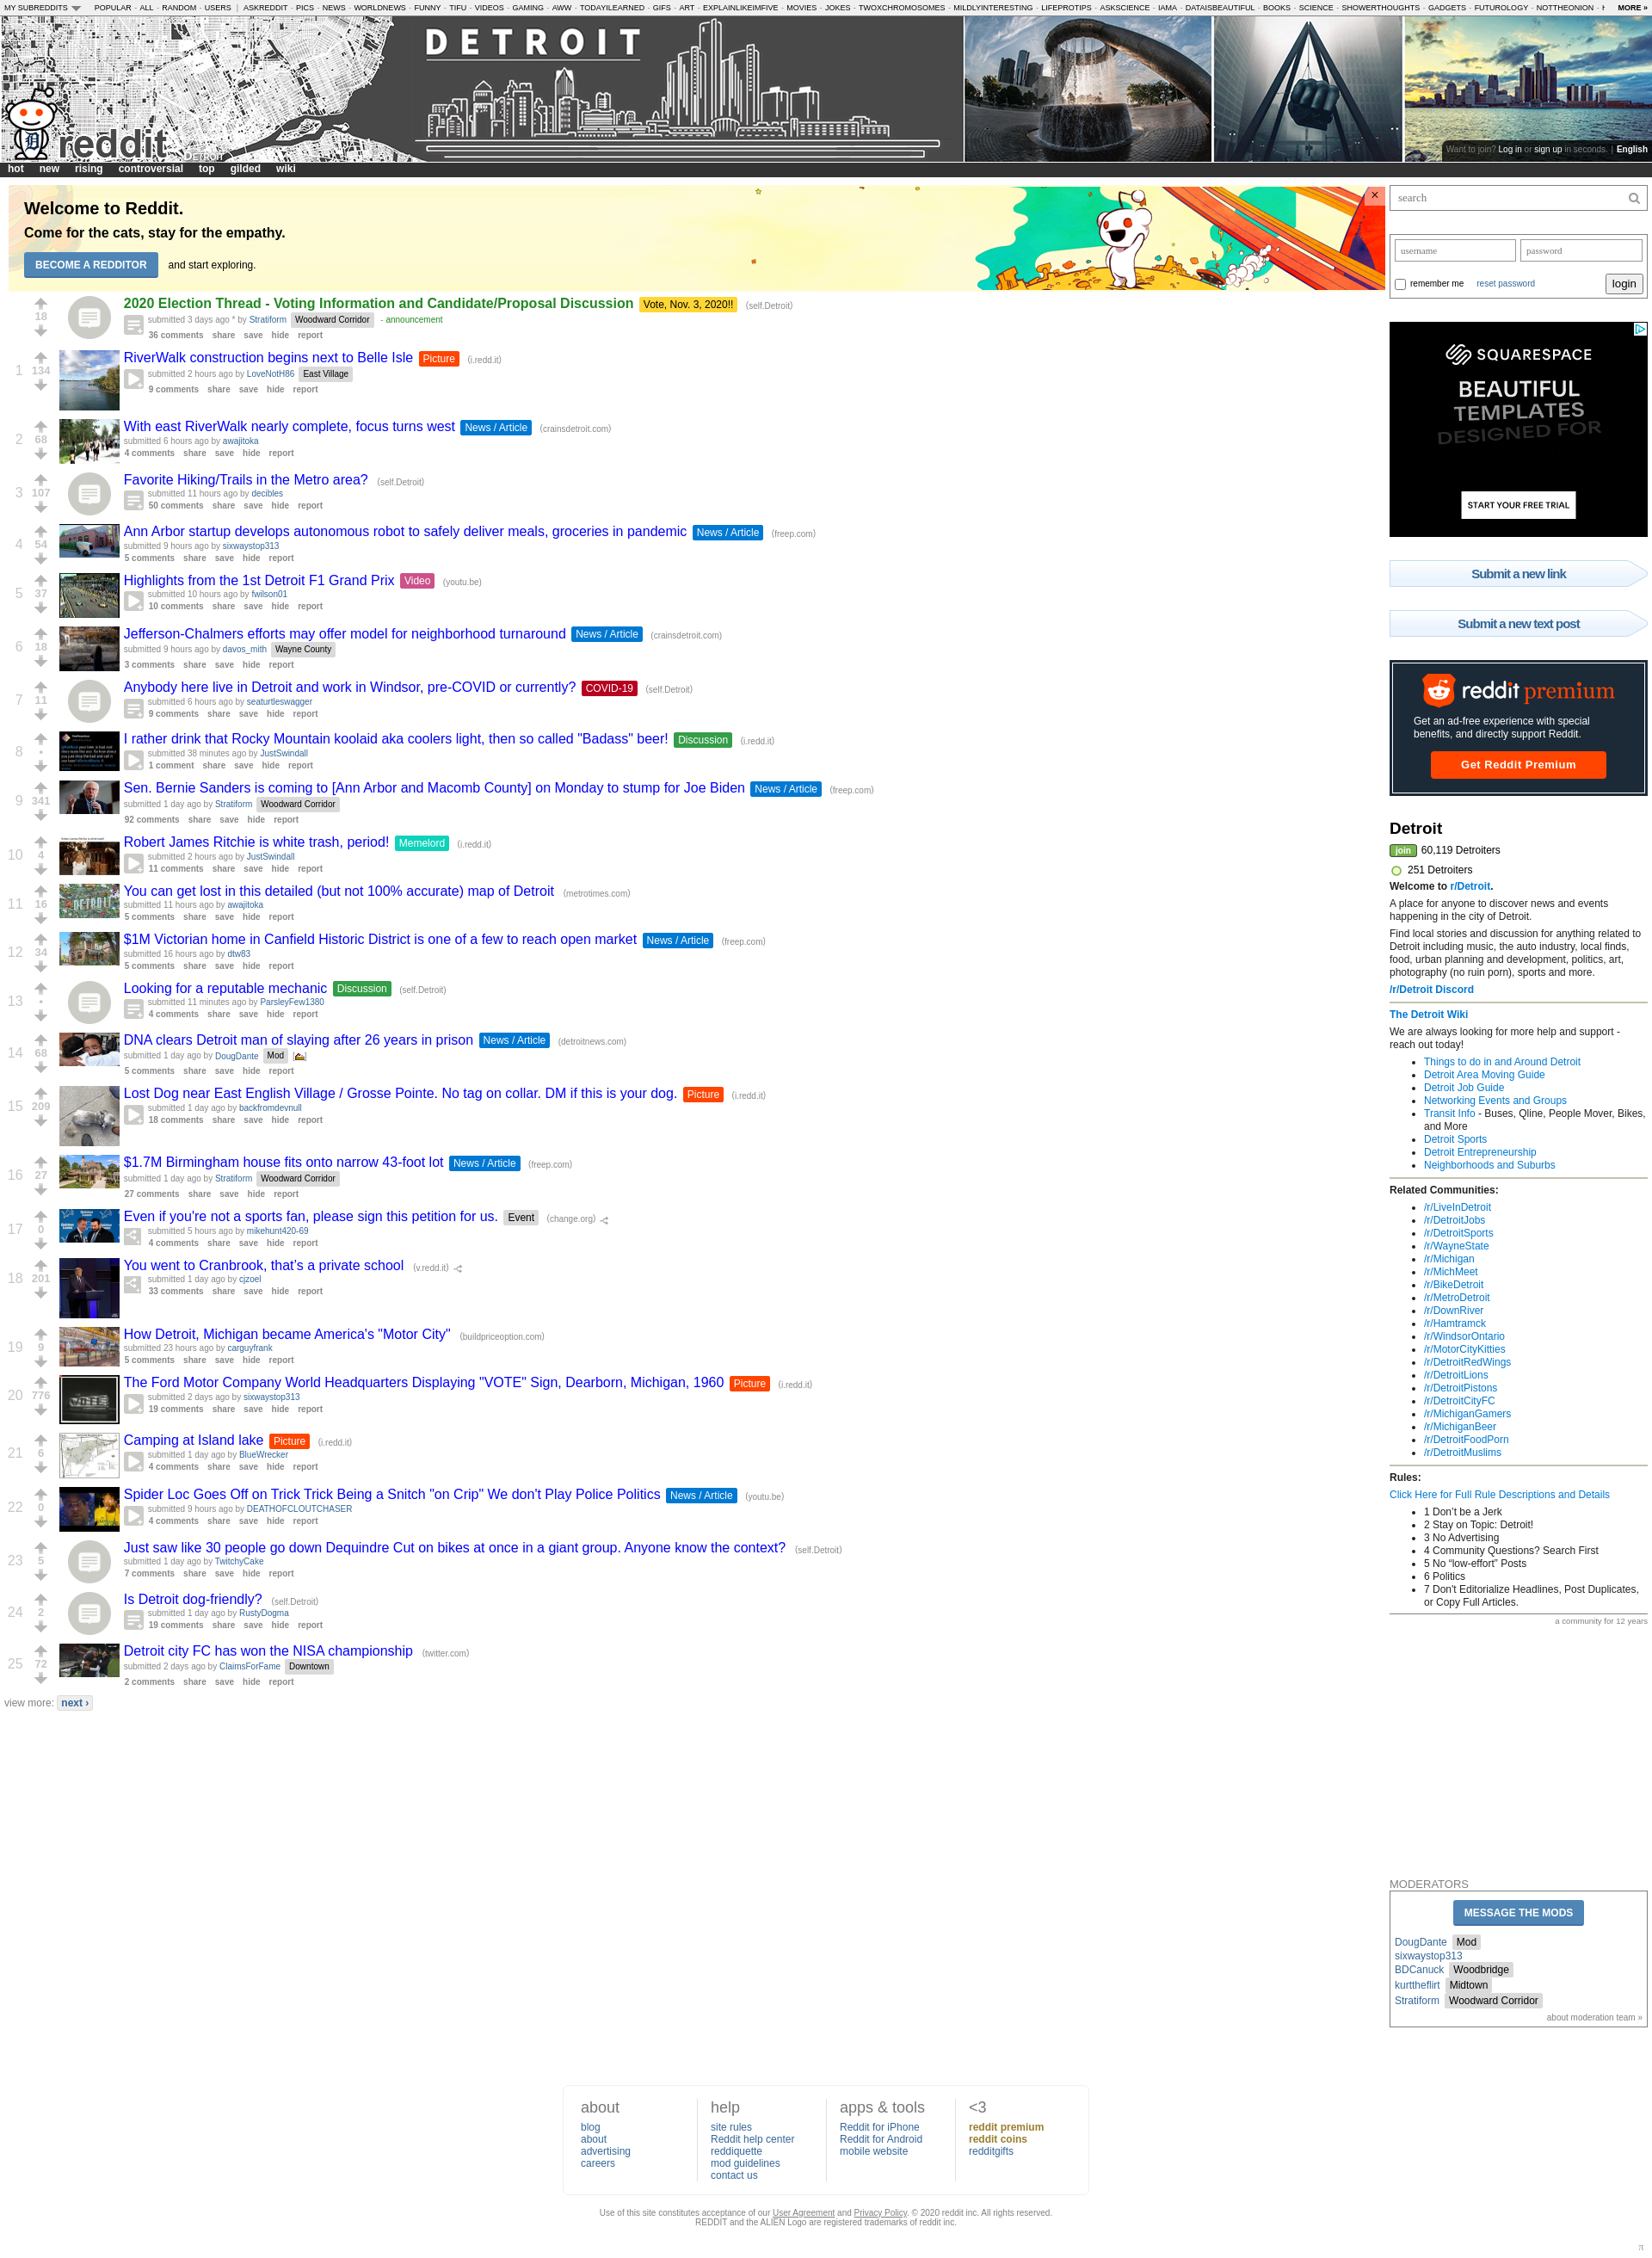 MY SUBREDDITS POPULAR - ALL - RANDOM - USERS | ASKREDDIT - PICS - NEWS - WORLDNEWS - FUNNY - TIFU - VIDEOS - GAMING - AWW - TODAYILEARNED - GIFS - ART - EXPLAINLIKEIMFIVE - MOVIES - JOKES - TWOXCHROMOSOMES - MILDLYINTERESTING - LIFEPROTIPS - ASKSCIENCE - IAMA - DATAISBEAUTIFUL - BOOKS - SCIENCE - SHOWERTHOUGHTS - GADGETS - FUTUROLOGY - NOTTHEONION - MORE »
DETROIT
reddit DETROIT
Want to join? Log in or sign up in seconds. | English
hot new rising controversial top gilded wiki
Welcome to Reddit.
Come for the cats, stay for the empathy.
BECOME A REDDITOR and start exploring.
×
18
2020 Election Thread - Voting Information and Candidate/Proposal Discussion Vote, Nov. 3, 2020!! (self.Detroit)
submitted 3 days ago * by Stratiform Woodward Corridor - announcement
36 comments share save hide report
1 134
RiverWalk construction begins next to Belle Isle Picture (i.redd.it)
submitted 2 hours ago by LoveNotH86 East Village
9 comments share save hide report
2 68
With east RiverWalk nearly complete, focus turns west News / Article (crainsdetroit.com)
submitted 6 hours ago by awajitoka
4 comments share save hide report
3 107
Favorite Hiking/Trails in the Metro area? (self.Detroit)
submitted 11 hours ago by decibles
50 comments share save hide report
4 54
Ann Arbor startup develops autonomous robot to safely deliver meals, groceries in pandemic News / Article (freep.com)
submitted 9 hours ago by sixwaystop313
5 comments share save hide report
5 37
Highlights from the 1st Detroit F1 Grand Prix Video (youtu.be)
submitted 10 hours ago by fwilson01
10 comments share save hide report
6 18
Jefferson-Chalmers efforts may offer model for neighborhood turnaround News / Article (crainsdetroit.com)
submitted 9 hours ago by davos_mith Wayne County
3 comments share save hide report
7 11
Anybody here live in Detroit and work in Windsor, pre-COVID or currently? COVID-19 (self.Detroit)
submitted 6 hours ago by seaturtleswagger
9 comments share save hide report
8 •
I rather drink that Rocky Mountain koolaid aka coolers light, then so called "Badass" beer! Discussion (i.redd.it)
submitted 38 minutes ago by JustSwindall
1 comment share save hide report
9 341
Sen. Bernie Sanders is coming to [Ann Arbor and Macomb County] on Monday to stump for Joe Biden News / Article (freep.com)
submitted 1 day ago by Stratiform Woodward Corridor
92 comments share save hide report
10 4
Robert James Ritchie is white trash, period! Memelord (i.redd.it)
submitted 2 hours ago by JustSwindall
11 comments share save hide report
11 16
DETROIT
You can get lost in this detailed (but not 100% accurate) map of Detroit (metrotimes.com)
submitted 11 hours ago by awajitoka
5 comments share save hide report
12 34
$1M Victorian home in Canfield Historic District is one of a few to reach open market News / Article (freep.com)
submitted 16 hours ago by dtw83
5 comments share save hide report
13 •
Looking for a reputable mechanic Discussion (self.Detroit)
submitted 11 minutes ago by ParsleyFew1380
4 comments share save hide report
14 68
DNA clears Detroit man of slaying after 26 years in prison News / Article (detroitnews.com)
submitted 1 day ago by DougDante Mod
5 comments share save hide report
15 209
Lost Dog near East English Village / Grosse Pointe. No tag on collar. DM if this is your dog. Picture (i.redd.it)
submitted 1 day ago by backfromdevnull
18 comments share save hide report
16 27
$1.7M Birmingham house fits onto narrow 43-foot lot News / Article (freep.com)
submitted 1 day ago by Stratiform Woodward Corridor
27 comments share save hide report
17 0
Even if you're not a sports fan, please sign this petition for us. Event (change.org)
submitted 5 hours ago by mikehunt420-69
4 comments share save hide report
18 201
You went to Cranbrook, that's a private school (v.redd.it)
submitted 1 day ago by cjzoel
33 comments share save hide report
19 9
How Detroit, Michigan became America's "Motor City" (buildpriceoption.com)
submitted 23 hours ago by carguyfrank
5 comments share save hide report
20 776
VOTE
The Ford Motor Company World Headquarters Displaying "VOTE" Sign, Dearborn, Michigan, 1960 Picture (i.redd.it)
submitted 2 days ago by sixwaystop313
19 comments share save hide report
21 6
Camping at Island lake Picture (i.redd.it)
submitted 1 day ago by BlueWrecker
4 comments share save hide report
22 0
Spider Loc Goes Off on Trick Trick Being a Snitch "on Crip" We don't Play Police Politics News / Article (youtu.be)
submitted 9 hours ago by DEATHOFCLOUTCHASER
4 comments share save hide report
23 5
Just saw like 30 people go down Dequindre Cut on bikes at once in a giant group. Anyone know the context? (self.Detroit)
submitted 1 day ago by TwitchyCake
7 comments share save hide report
24 2
Is Detroit dog-friendly? (self.Detroit)
submitted 1 day ago by RustyDogma
19 comments share save hide report
25 72
Detroit city FC has won the NISA championship (twitter.com)
submitted 2 days ago by ClaimsForFame Downtown
2 comments share save hide report
view more: next ›
search
username password
remember me reset password login
SQUARESPACE
BEAUTIFUL
TEMPLATES
DESIGNED FOR
START YOUR FREE TRIAL
Submit a new link
Submit a new text post
reddit premium
Get an ad-free experience with special
benefits, and directly support Reddit.
Get Reddit Premium
Detroit
join 60,119 Detroiters
251 Detroiters
Welcome to r/Detroit.
A place for anyone to discover news and events
happening in the city of Detroit.
Find local stories and discussion for anything related to
Detroit including music, the auto industry, local finds,
food, urban planning and development, politics, art,
photography (no ruin porn), sports and more.
/r/Detroit Discord
The Detroit Wiki
We are always looking for more help and support -
reach out today!
Things to do in and Around Detroit
Detroit Area Moving Guide
Detroit Job Guide
Networking Events and Groups
Transit Info - Buses, Qline, People Mover, Bikes,
and More
Detroit Sports
Detroit Entrepreneurship
Neighborhoods and Suburbs
Related Communities:
/r/LiveInDetroit
/r/DetroitJobs
/r/DetroitSports
/r/WayneState
/r/Michigan
/r/MichMeet
/r/BikeDetroit
/r/MetroDetroit
/r/DownRiver
/r/Hamtramck
/r/WindsorOntario
/r/MotorCityKitties
/r/DetroitRedWings
/r/DetroitLions
/r/DetroitPistons
/r/DetroitCityFC
/r/MichiganGamers
/r/MichiganBeer
/r/DetroitFoodPorn
/r/DetroitMuslims
Rules:
Click Here for Full Rule Descriptions and Details
1 Don't be a Jerk
2 Stay on Topic: Detroit!
3 No Advertising
4 Community Questions? Search First
5 No “low-effort” Posts
6 Politics
7 Don't Editorialize Headlines, Post Duplicates,
or Copy Full Articles.
a community for 12 years
MODERATORS
MESSAGE THE MODS
DougDante Mod
sixwaystop313
BDCanuck Woodbridge
kurttheflirt Midtown
Stratiform Woodward Corridor
about moderation team »
about
blog
about
advertising
careers
help
site rules
Reddit help center
reddiquette
mod guidelines
contact us
apps & tools
Reddit for iPhone
Reddit for Android
mobile website
<3
reddit premium
reddit coins
redditgifts
Use of this site constitutes acceptance of our User Agreement and Privacy Policy. © 2020 reddit inc. All rights reserved.
REDDIT and the ALIEN Logo are registered trademarks of reddit inc.
π